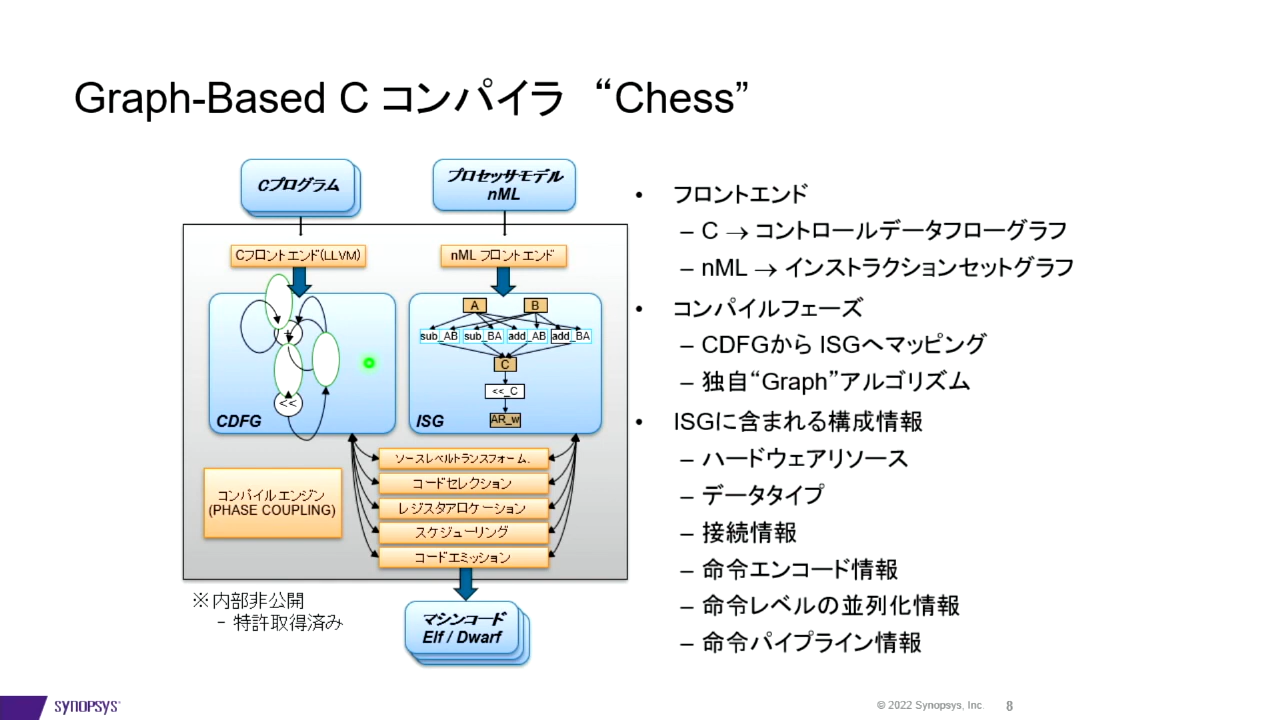 Graph-Based C コンパイラ “Chess”
Cプログラム
プロセッサモデル
nML
Cフロントエンド(LLVM)
nML フロントエンド
+
<<
CDFG
A
B
sub_AB
sub_BA
add_AB
add_BA
C
<<_C
AR_w
ISG
ソースレベルトランスフォーム.
コードセレクション
レジスタアロケーション
スケジューリング
コードエミッション
コンパイルエンジン
(PHASE COUPLING)
※内部非公開
- 特許取得済み
マシンコード
Elf / Dwarf
• フロントエンド
– C → コントロールデータフローグラフ
– nML → インストラクションセットグラフ
• コンパイルフェーズ
– CDFGから ISGへマッピング
– 独自“Graph”アルゴリズム
• ISGに含まれる構成情報
– ハードウェアリソース
– データタイプ
– 接続情報
– 命令エンコード情報
– 命令レベルの並列化情報
– 命令パイプライン情報
SYNOPSYS
© 2022 Synopsys, Inc. 8